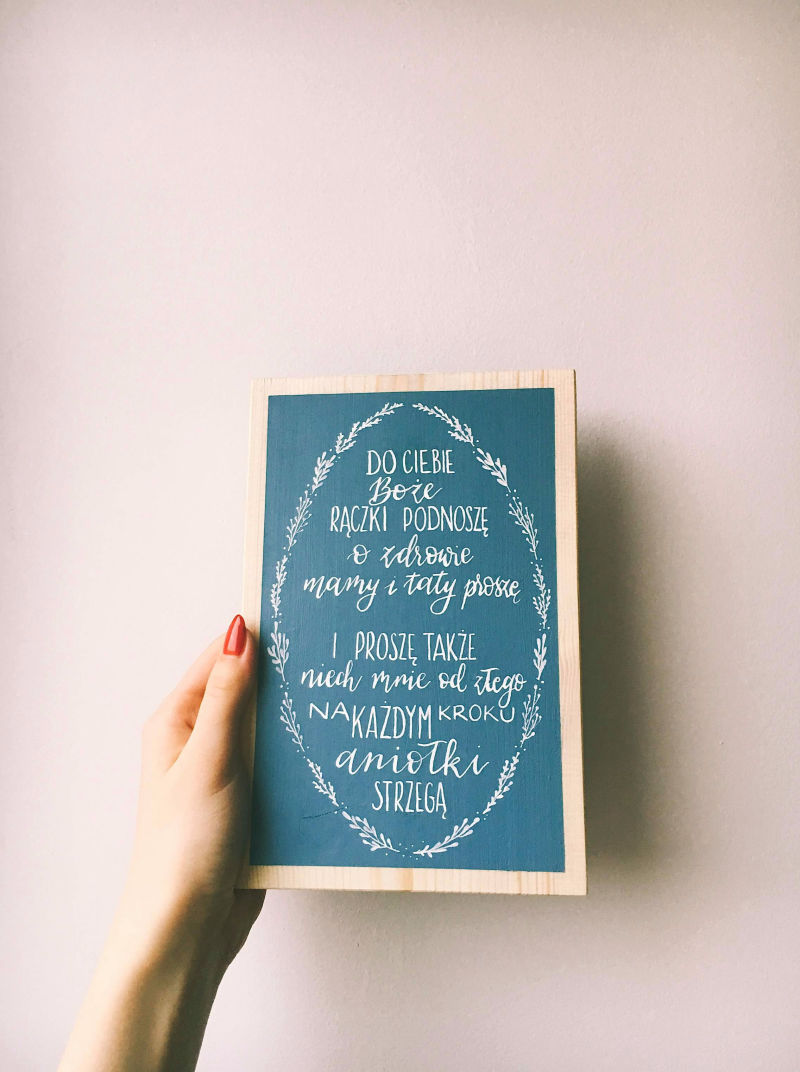 DO CIEBIE
Boże
RĄCZKI PODNOSZĘ
o zdrowie
mamy i taty proszę
I PROSZĘ TAKŻE
niech mnie od złego
NA KAŻDYM KROKU
aniołki
STRZEGĄ